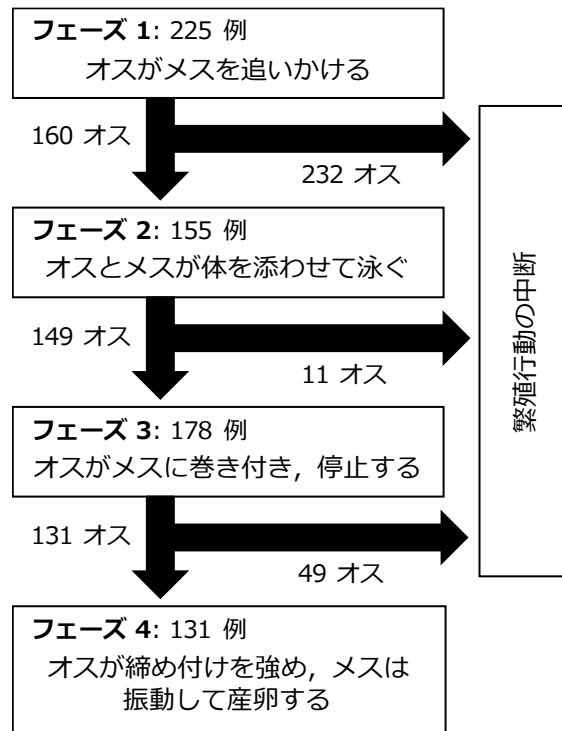 フェーズ 1: 225 例
オスがメスを追いかける
160 オス
232 オス
フェーズ 2: 155 例
オスとメスが体を添わせて泳ぐ
149 オス
11 オス
フェーズ 3: 178 例
オスがメスに巻き付き，停止する
131 オス
49 オス
フェーズ 4: 131 例
オスが締め付けを強め，メスは
振動して産卵する
繁殖行動の中断